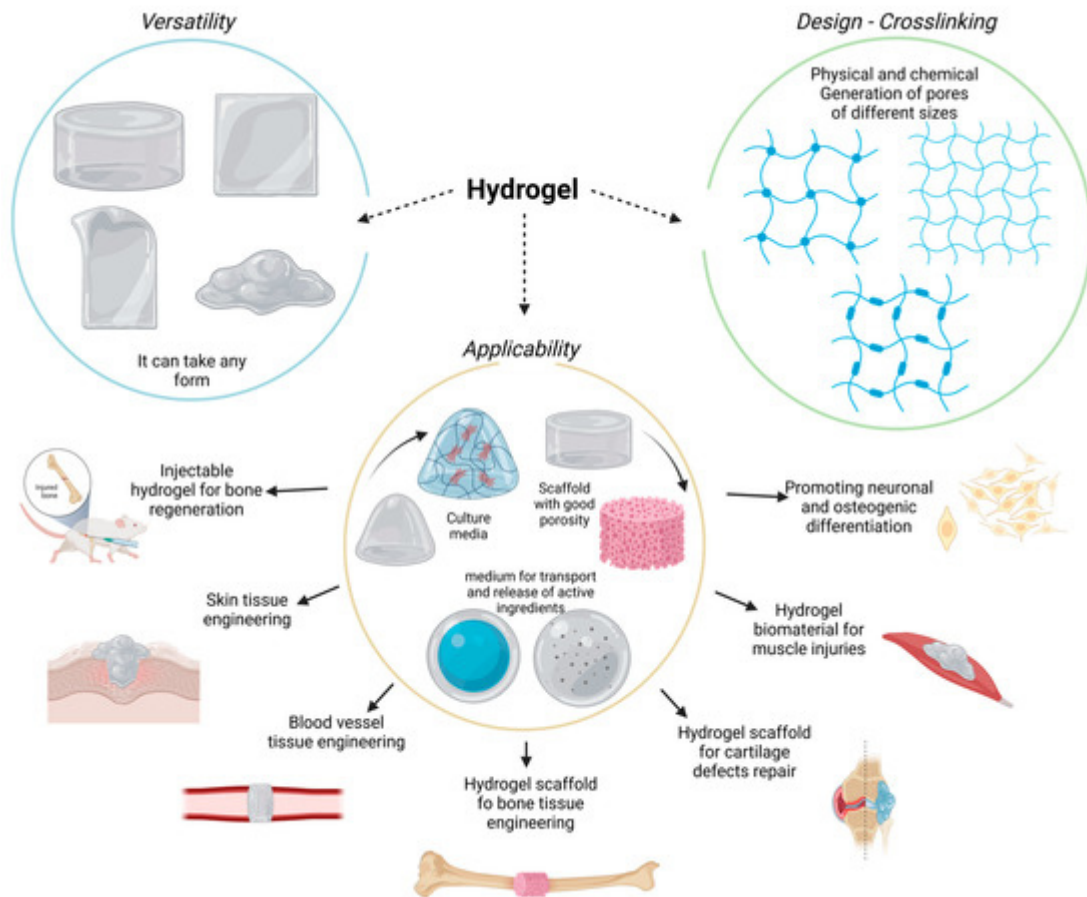 Versatility
Design - Crosslinking
Physical and chemical
Generation of pores
of different sizes
Hydrogel
It can take any
form
Applicability
Culture
media
Scaffold
with good
porosity
medium for transport
and release of active
ingredients
Injured
bone
Injectable
hydrogel for bone
regeneration
Promoting neuronal
and osteogenic
differentiation
Skin tissue
engineering
Hydrogel
biomaterial for
muscle injuries
Blood vessel
tissue engineering
Hydrogel scaffold
for cartilage
defects repair
Hydrogel scaffold
fo bone tissue
engineering